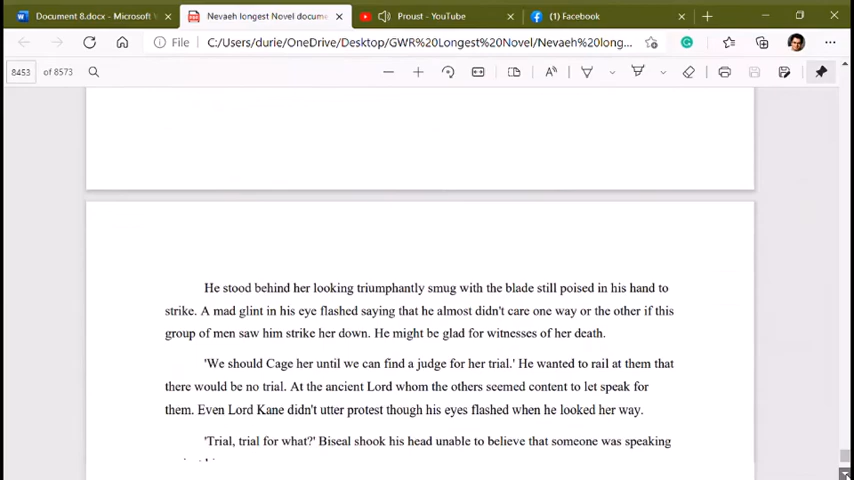 Document 8.docx - Microsoft
Nevaeh longest Novel docume
Proust - YouTube
(1) Facebook
File
C:/Users/durie/OneDrive/Desktop/GWR%20Longest%20Novel/Nevaeh%20long...
8453 of 8573
He stood behind her looking triumphantly smug with the blade still poised in his hand to
strike. A mad glint in his eye flashed saying that he almost didn't care one way or the other if this
group of men saw him strike her down. He might be glad for witnesses of her death.
'We should Cage her until we can find a judge for her trial.' He wanted to rail at them that
there would be no trial. At the ancient Lord whom the others seemed content to let speak for
them. Even Lord Kane didn't utter protest though his eyes flashed when he looked her way.
'Trial, trial for what?' Biseal shook his head unable to believe that someone was speaking